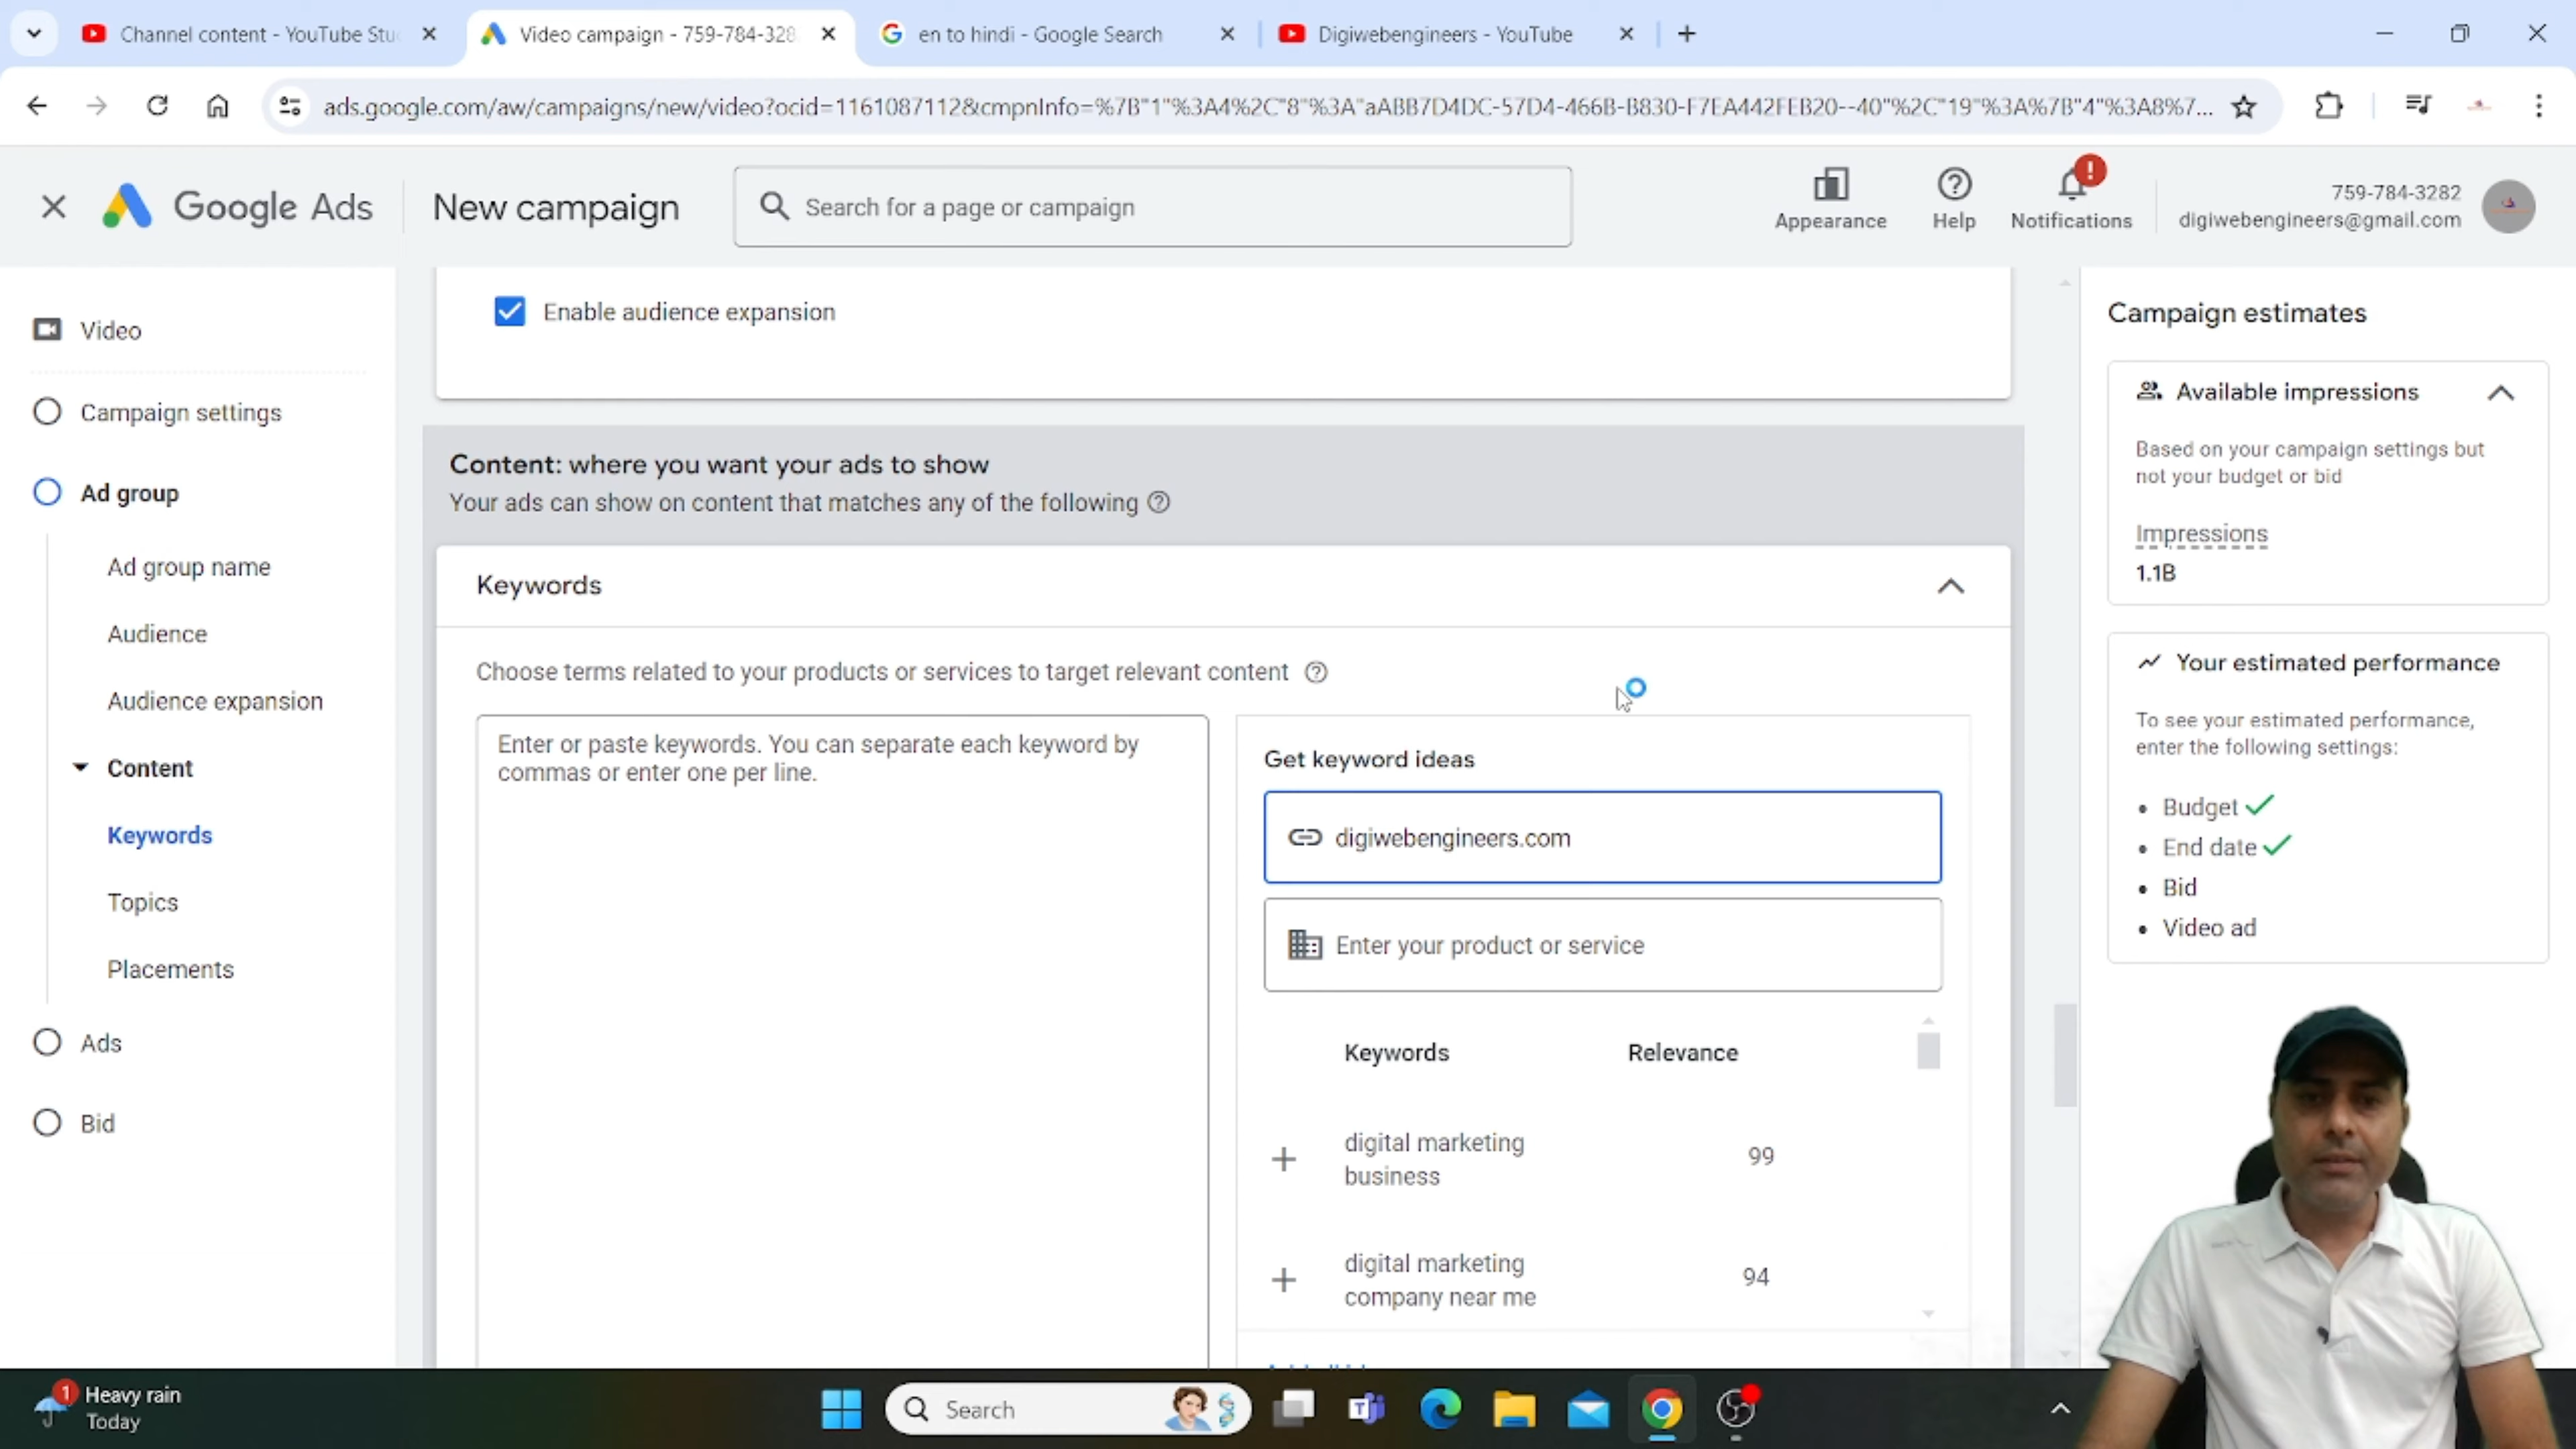 Channel content - YouTube Stu
Video campaign - 759-784-328
en to hindi - Google Search
Digiwebengineers - YouTube
ads.google.com/aw/campaigns/new/video?ocid=1161087112&cmpnInfo=%7B"1"%3A4%2C"8"%3A"aABB7D4DC-57D4-466B-B830-F7EA442FEB20--40"%2C"19"%3A%7B"4"%3A8%7...
Google Ads
New campaign
Search for a page or campaign
Appearance
Help
Notifications
759-784-3282
digiwebengineers@gmail.com
Video
Campaign settings
Ad group
Ad group name
Audience
Audience expansion
Content
Keywords
Topics
Placements
Ads
Bid
Enable audience expansion
Content: where you want your ads to show
Your ads can show on content that matches any of the following
Keywords
Choose terms related to your products or services to target relevant content
Enter or paste keywords. You can separate each keyword by
commas or enter one per line.
Get keyword ideas
digiwebengineers.com
Enter your product or service
Keywords Relevance
digital marketing
business
99
digital marketing
company near me
94
Campaign estimates
Available impressions
Based on your campaign settings but
not your budget or bid
Impressions
1.1B
Your estimated performance
To see your estimated performance,
enter the following settings:
Budget
End date
Bid
Video ad
1
Heavy rain
Today
Search